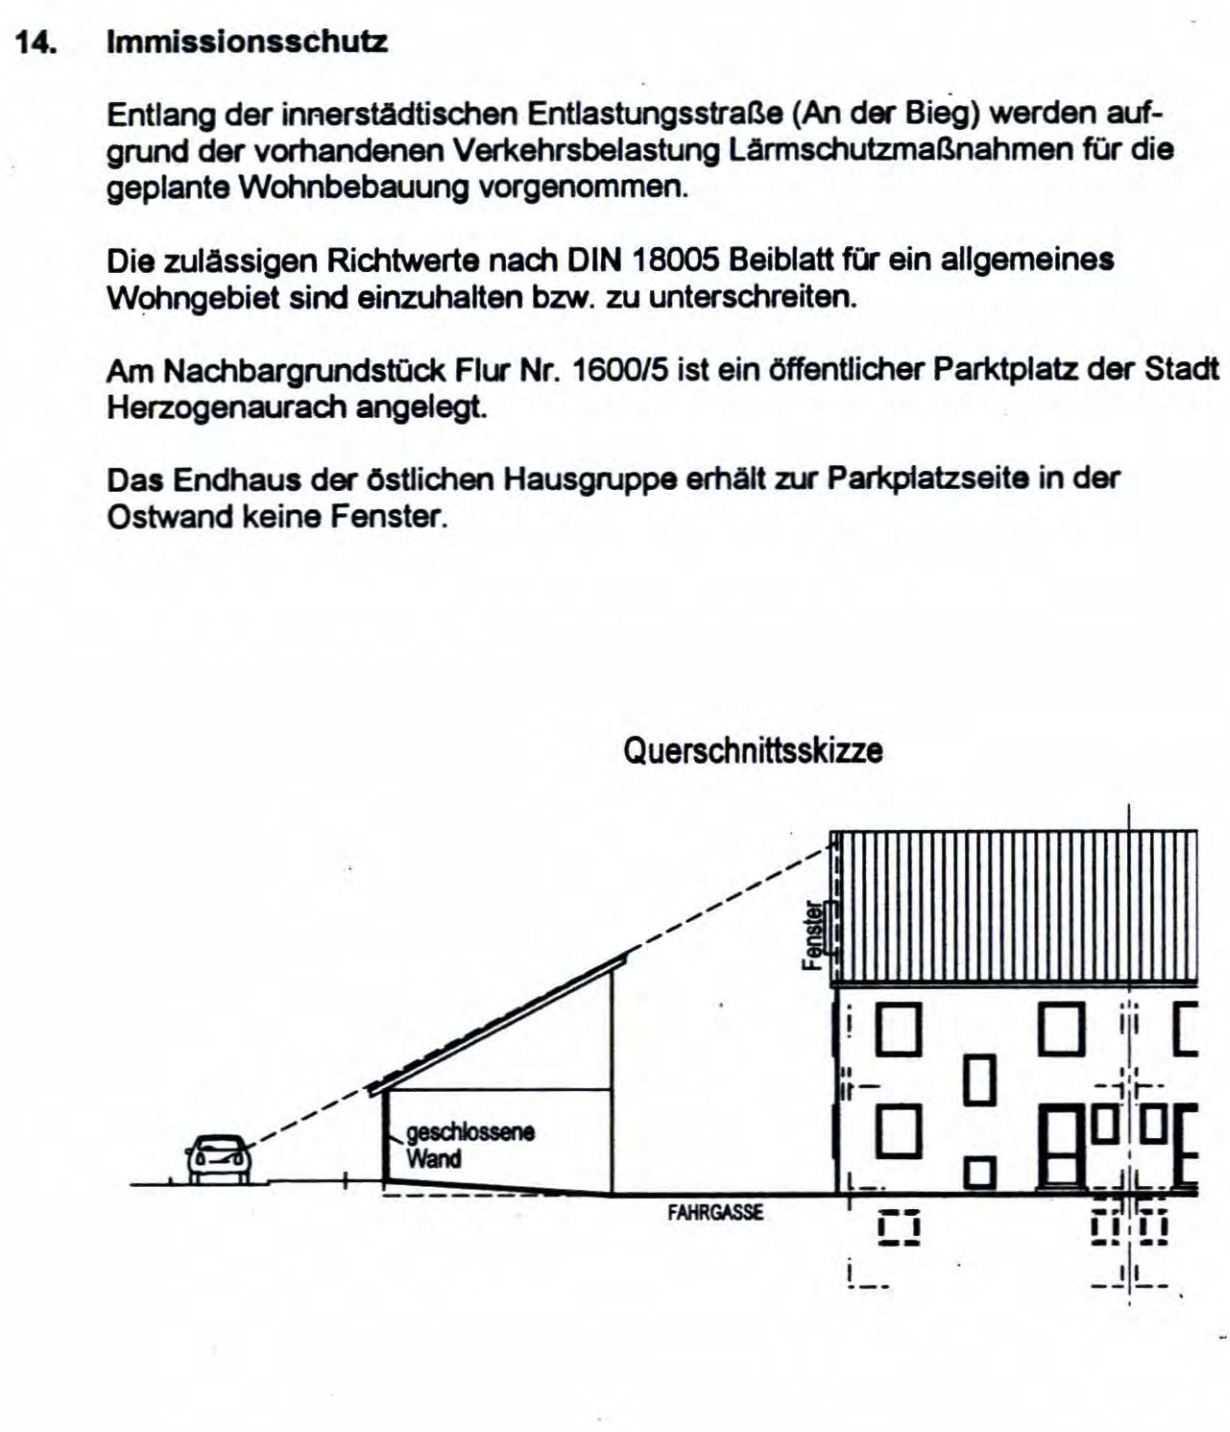 14. Immissionsschutz
Entlang der innerstädtischen Entlastungsstraße (An der Bieg) werden auf-
grund der vorhandenen Verkehrsbelastung Lärmschutzmaßnahmen für die
geplante Wohnbebauung vorgenommen.
Die zulässigen Richtwerte nach DIN 18005 Beiblatt für ein allgemeines
Wohngebiet sind einzuhalten bzw. zu unterschreiten.
Am Nachbargrundstück Flur Nr. 1600/5 ist ein öffentlicher Parktplatz der Stadt
Herzogenaurach angelegt.
Das Endhaus der östlichen Hausgruppe erhält zur Parkplatzseite in der
Ostwand keine Fenster.
Querschnittsskizze
Fenster
geschlossene
Wand
FAHRGASSE